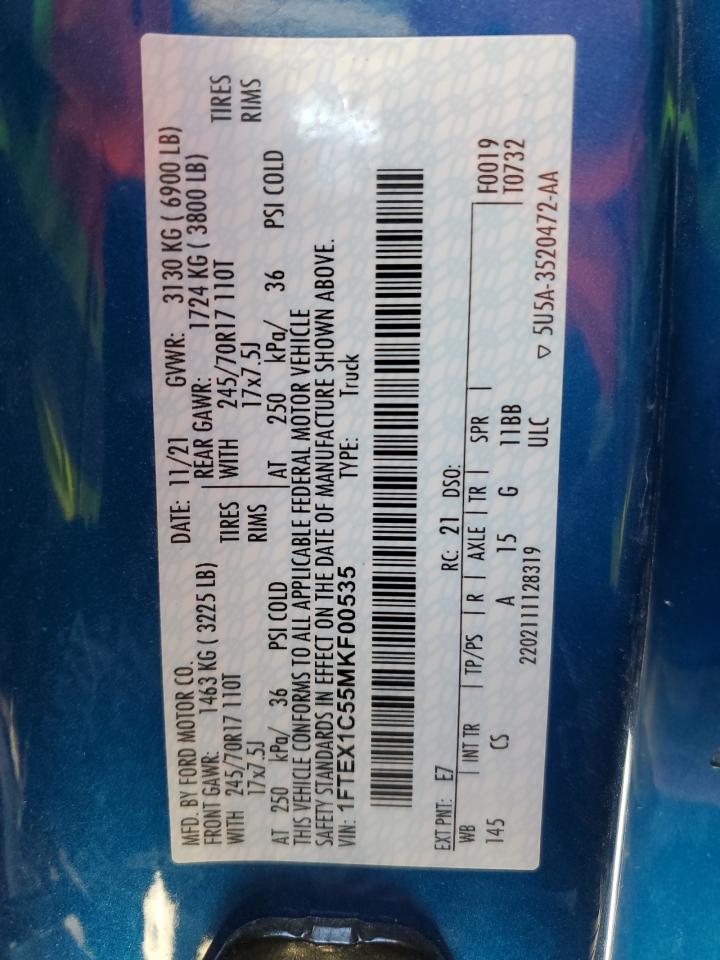 MFD. BY FORD MOTOR CO. DATE: 11/21 GVWR: 3130 KG ( 6900 LB)
FRONT GAWR: 1463 KG ( 3225 LB) REAR GAWR: 1724 KG ( 3800 LB)
WITH 245/70R17 110T TIRES WITH 245/70R17 110T TIRES
17x7.5J RIMS 17x7.5J RIMS
AT 250 kPa/ 36 PSI COLD AT 250 kPa/ 36 PSI COLD
THIS VEHICLE CONFORMS TO ALL APPLICABLE FEDERAL MOTOR VEHICLE
SAFETY STANDARDS IN EFFECT ON THE DATE OF MANUFACTURE SHOWN ABOVE.
VIN: 1FTEX1C55MKF00535 TYPE: Truck
EXT PNT: E7 RC: 21 DSO:
WB INT TR TP/PS R AXLE TR SPR F0019
145 CS A 15 G 11BB T0732
2202111128319 ULC
▽ 5U5A-3520472-AA